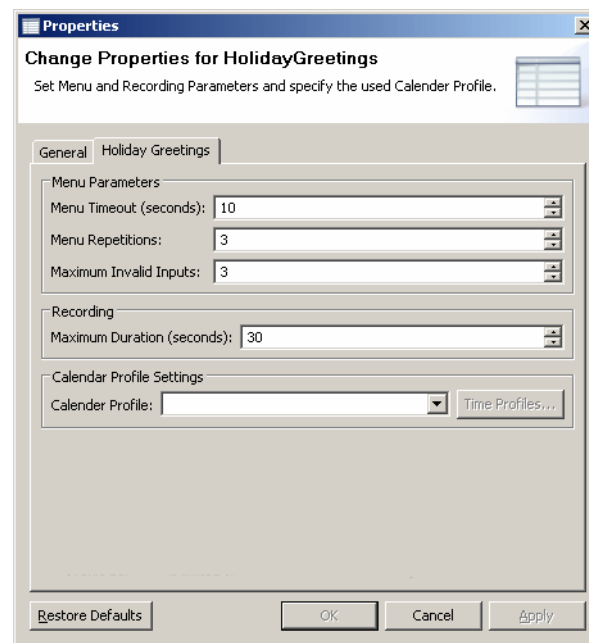 Properties
Change Properties for HolidayGreetings
Set Menu and Recording Parameters and specify the used Calender Profile.
General Holiday Greetings
Menu Parameters
Menu Timeout (seconds): 10
Menu Repetitions: 3
Maximum Invalid Inputs: 3
Recording
Maximum Duration (seconds): 30
Calendar Profile Settings
Calender Profile: Time Profiles...
Restore Defaults OK Cancel Apply